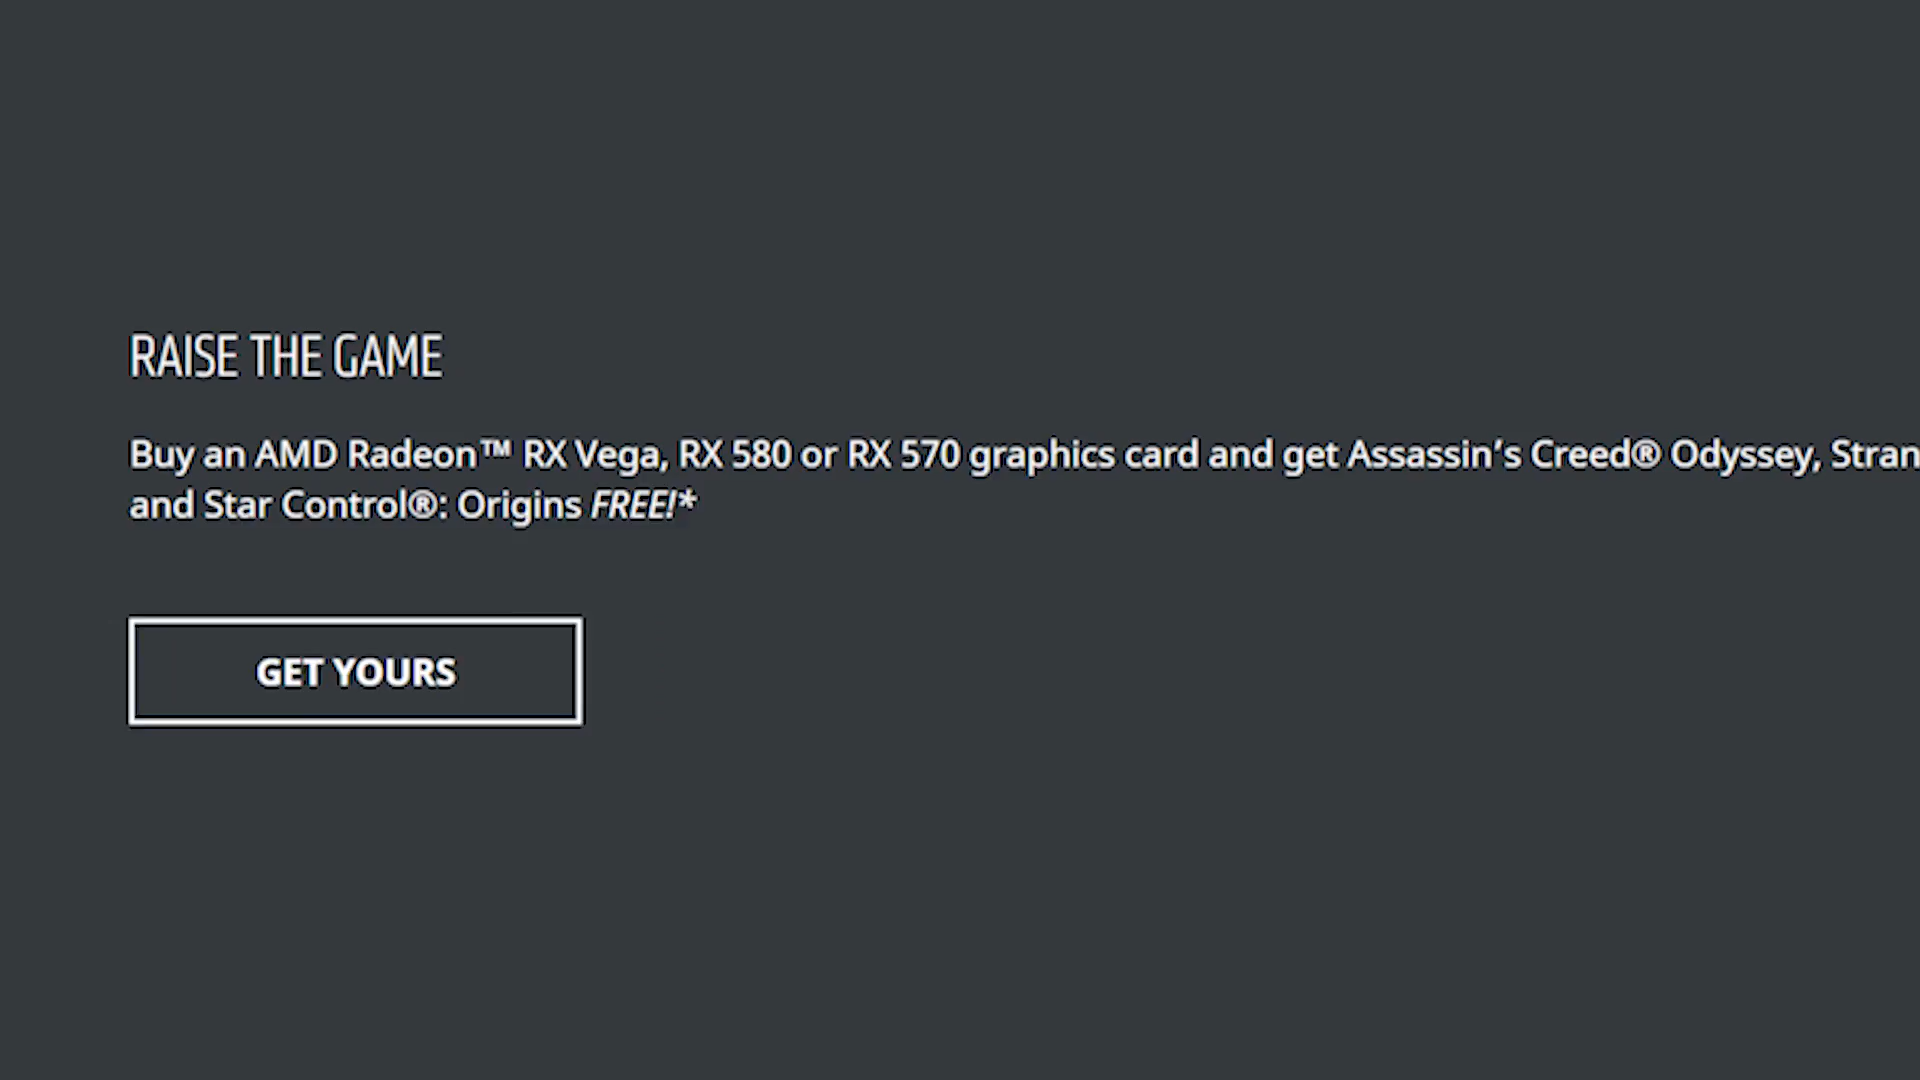 RAISE THE GAME
Buy an AMD Radeon™ RX Vega, RX 580 or RX 570 graphics card and get Assassin’s Creed® Odyssey, Stran
and Star Control®: Origins FREE!*
GET YOURS